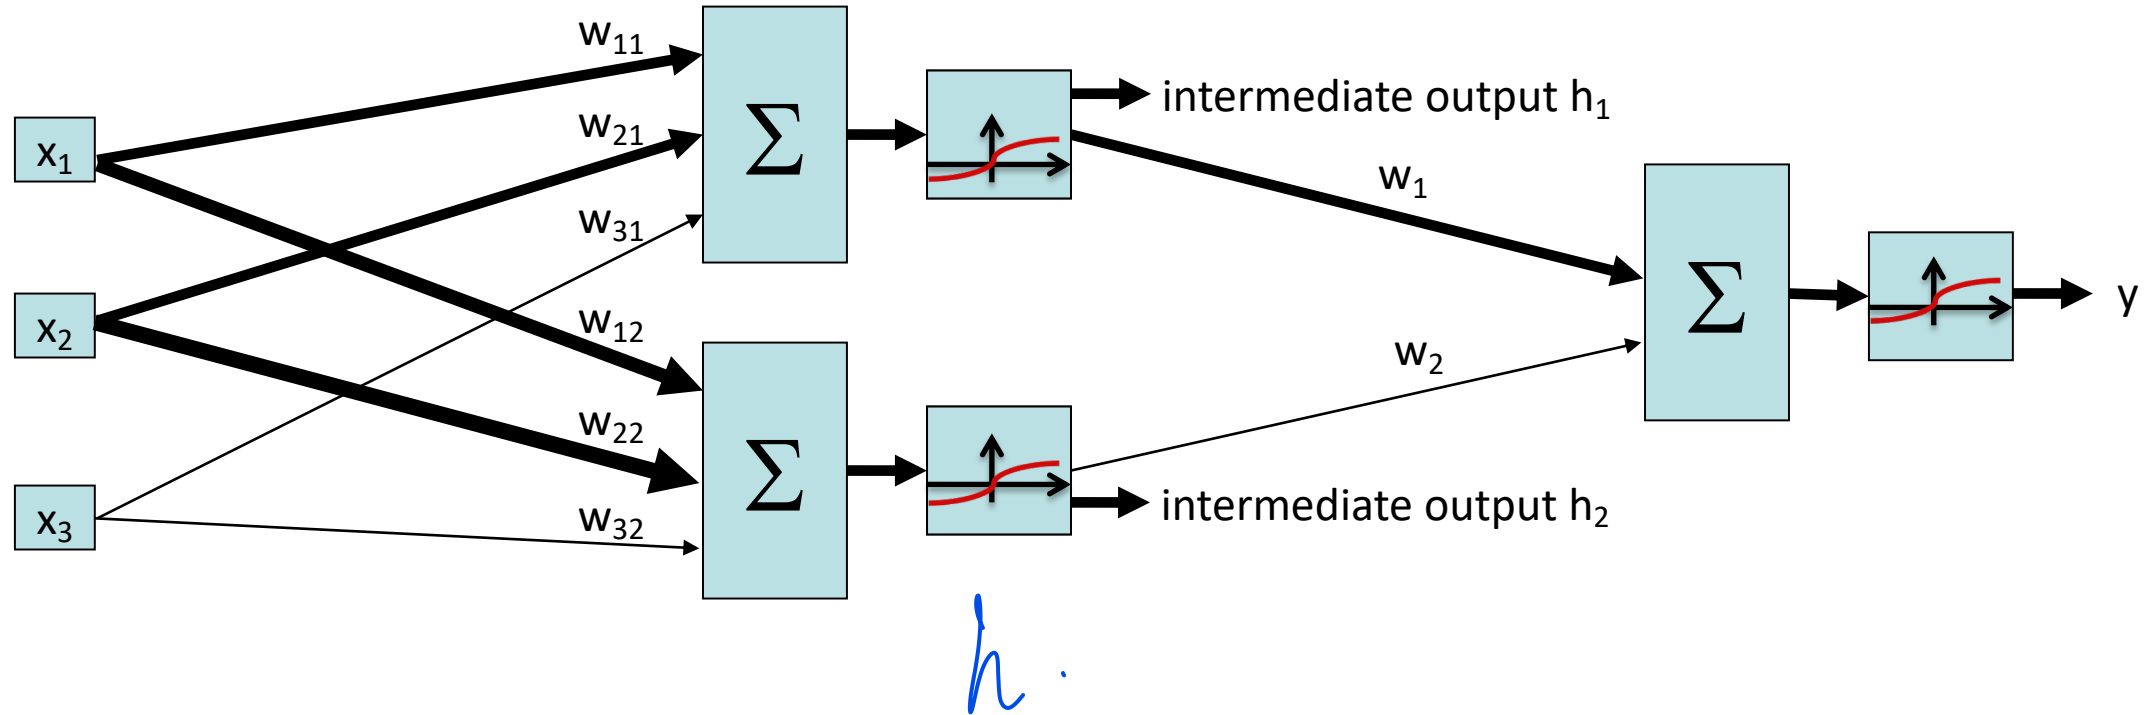 w₁₁
x₁
w₂₁
Σ
intermediate output h₁
w₃₁
w₁
x₂
w₁₂
Σ
y
w₂
w₂₂
Σ
x₃
w₃₂
intermediate output h₂
h.